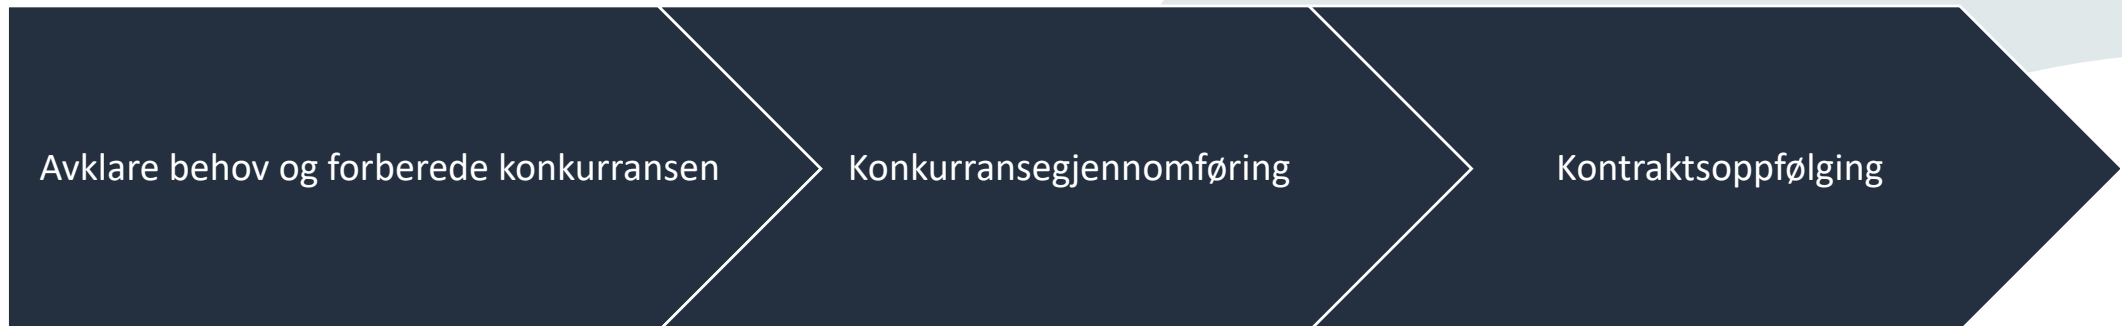 Avklare behov og forberede konkurransen
Konkurransegjennomføring
Kontraktsoppfølging